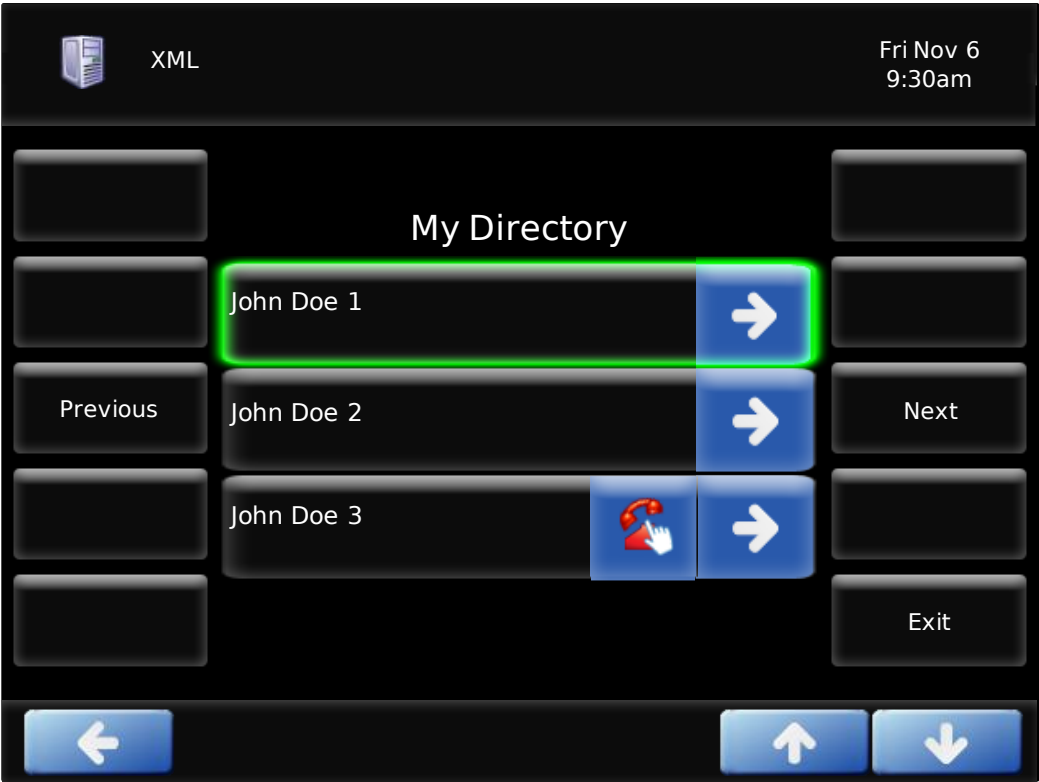 XML
Fri Nov 6
9:30am
My Directory
John Doe 1
Previous
John Doe 2
Next
John Doe 3
Exit